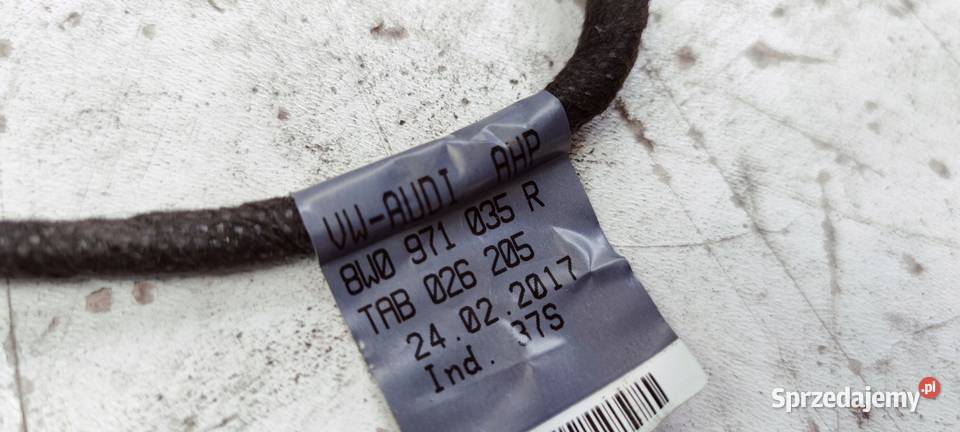 VW-AUDI AHP
8W0 971 035 R
TAB 026 205
24.02.2017
Ind. 37S
Sprzedajemy.pl